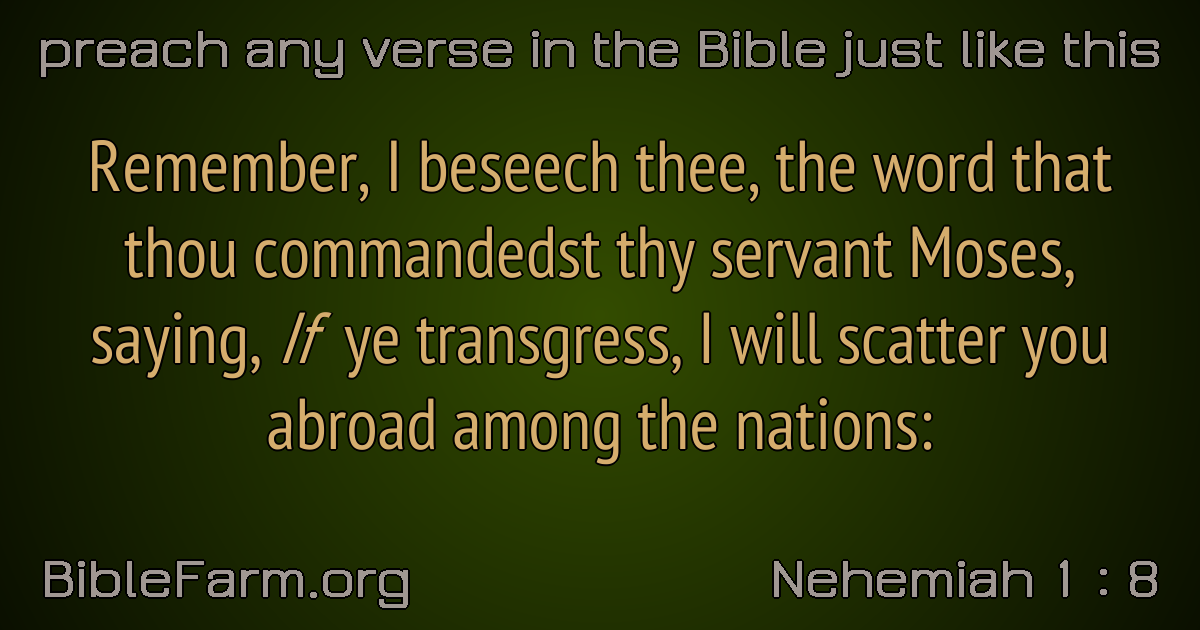 preach any verse in the Bible just like this
Remember, I beseech thee, the word that
thou commandedst thy servant Moses,
saying, If ye transgress, I will scatter you
abroad among the nations:
BibleFarm.org
Nehemiah 1 : 8